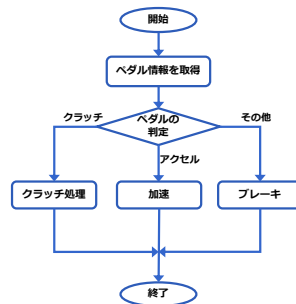 開始
ペダル情報を取得
ペダルの
判定
クラッチ
その他
アクセル
クラッチ処理
加速
ブレーキ
終了